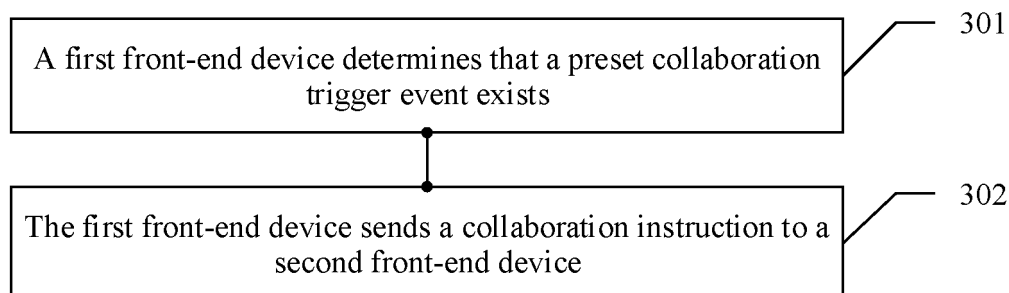 301
A first front-end device determines that a preset collaboration
trigger event exists
302
The first front-end device sends a collaboration instruction to a
second front-end device